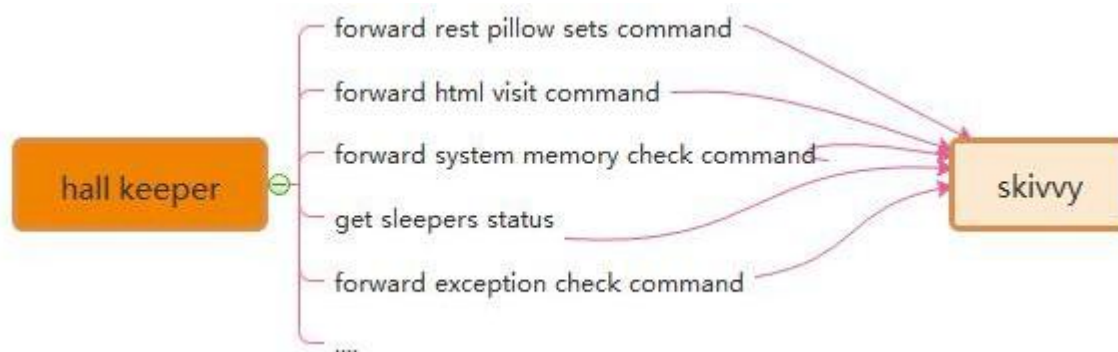 forward rest pillow sets command
forward html visit command
forward system memory check command
hall keeper
skivvy
get sleepers status
forward exception check command
....